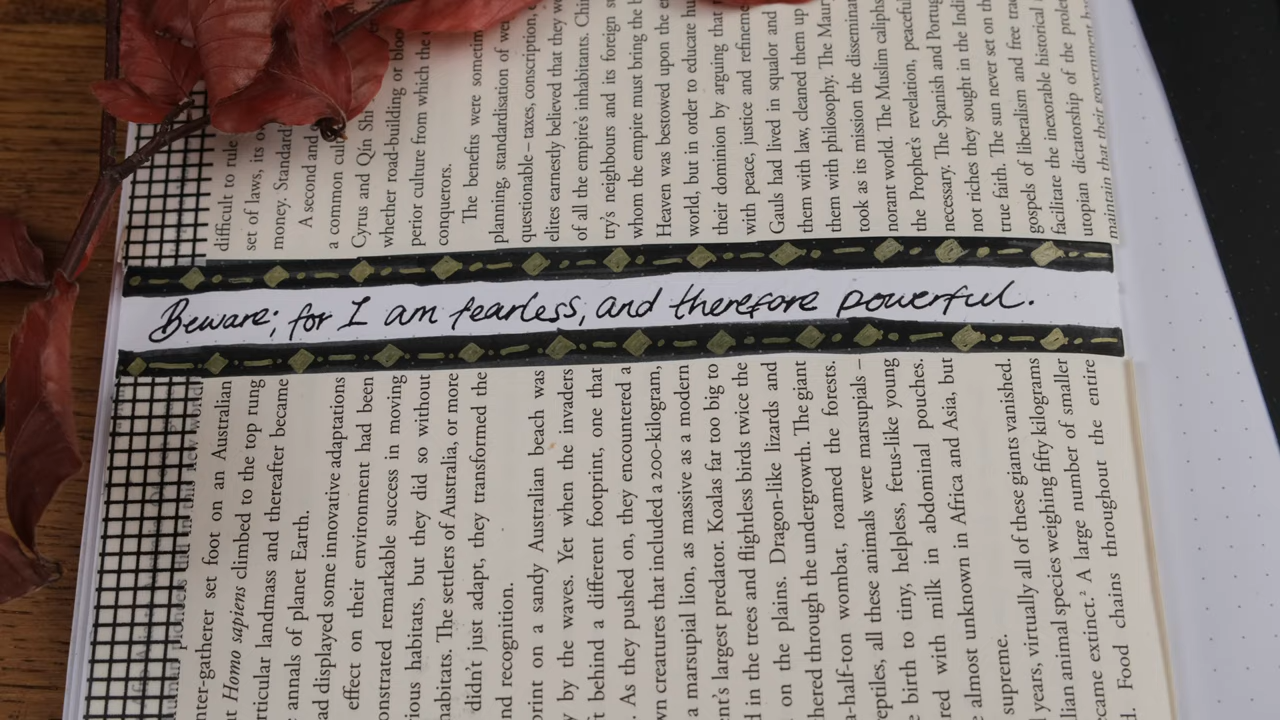 difficult to rule
set of laws, its o
money. Standard
A second and
a common cul
Cyrus and Qin Shi
whether road-building or bloo
perior culture from which the
conquerors.
The benefits were sometim
planning, standardisation of we
questionable – taxes, conscription,
elites earnestly believed that they we
of all the empire's inhabitants. Chi
try's neighbours and its foreign su
whom the empire must bring the b
Heaven was bestowed upon the e
world, but in order to educate hu
their dominion by arguing that
with peace, justice and refineme
Gauls had lived in squalor and
them with law, cleaned them up
them with philosophy. The Mau
took as its mission the disseminat
norant world. The Muslim caliphs
the Prophet's revelation, peaceful
necessary. The Spanish and Portug
not riches they sought in the Indi
true faith. The sun never set on th
gospels of liberalism and free tra
facilitate the inexorable historical
utopian dictatorship of the prolet
maintain that their government ha
Beware; for I am fearless, and therefore powerful.
nter-gatherer set foot on an Australian
t Homo sapiens climbed to the top rung
rticular landmass and thereafter became
annals of planet Earth.
ad displayed some innovative adaptations
effect on their environment had been
onstrated remarkable success in moving
ious habitats, but they did so without
habitats. The settlers of Australia, or more
didn't just adapt, they transformed the
nd recognition.
print on a sandy Australian beach was
y by the waves. Yet when the invaders
t behind a different footprint, one that
. As they pushed on, they encountered a
wn creatures that included a 200-kilogram,
a marsupial lion, as massive as a modern
ent's largest predator. Koalas far too big to
d in the trees and flightless birds twice the
on the plains. Dragon-like lizards and
hered through the undergrowth. The giant
a-half-ton wombat, roamed the forests.
reptiles, all these animals were marsupials –
e birth to tiny, helpless, fetus-like young
red with milk in abdominal pouches.
e almost unknown in Africa and Asia, but
supreme.
l years, virtually all of these giants vanished.
lian animal species weighing fifty kilograms
came extinct.² A large number of smaller
. Food chains throughout the entire